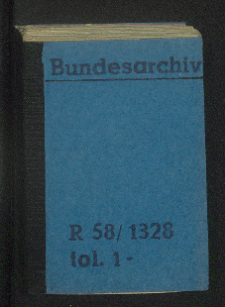 Bundesarchiv
R 58/1328
fol. 1-